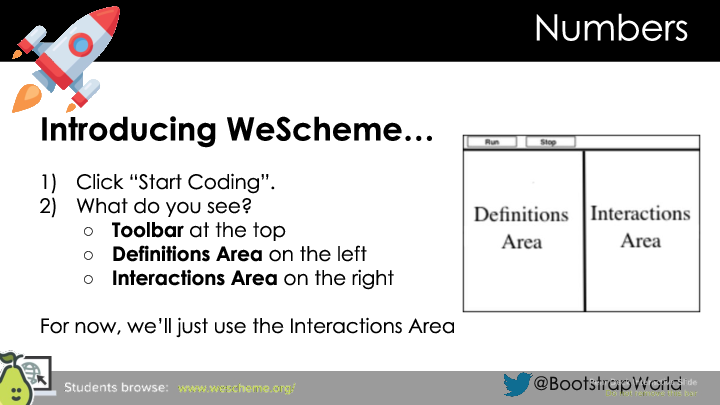 Numbers
Introducing WeScheme…
Run Stop
1) Click “Start Coding”.
2) What do you see?
○ Toolbar at the top
○ Definitions Area on the left
○ Interactions Area on the right
Definitions
Area
Interactions
Area
For now, we’ll just use the Interactions Area
Students browse: www.wescheme.org/
@BootstrapWorld